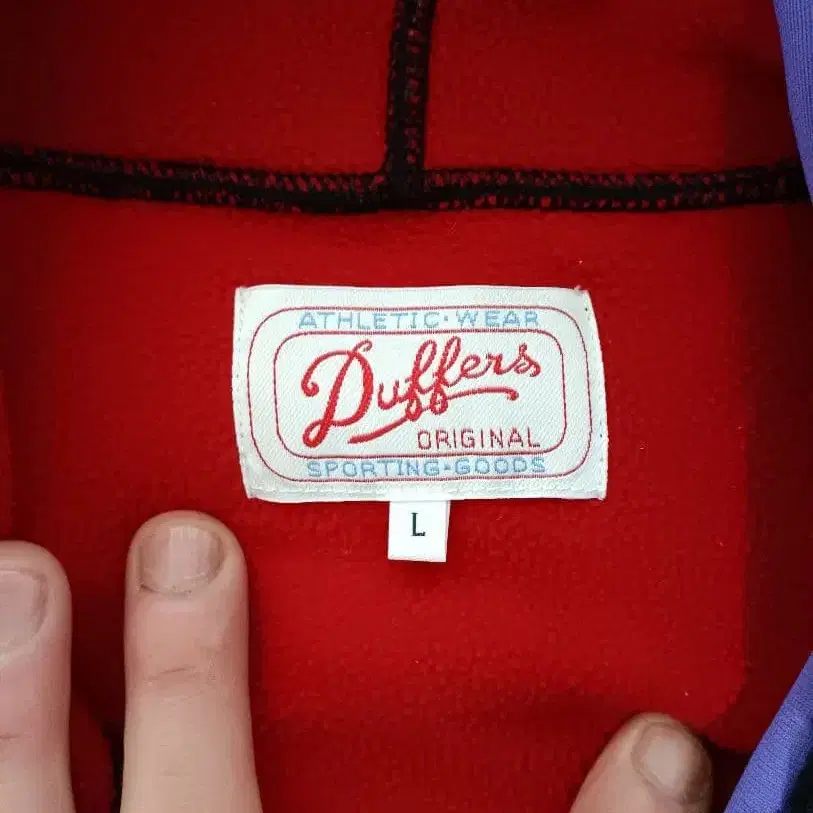 ATHLETIC·WEAR
Duffers
ORIGINAL
SPORTING-GOODS
L